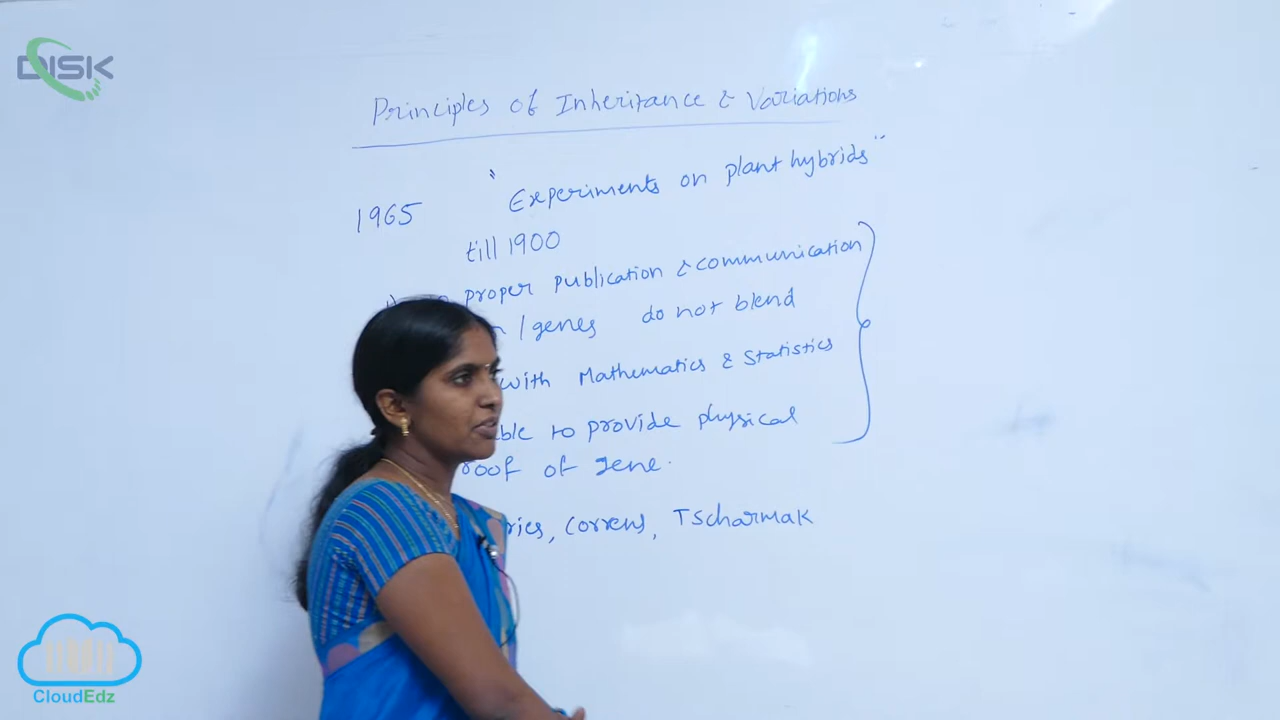 DISK
Principles of Inheritance & Variations
1965 " Experiments on plant hybrids "
till 1900
proper publication & communication
/genes do not blend
with Mathematics & Statistics
ble to provide physical
roof of gene.
ries, Correns, Tscharmak
CloudEdz